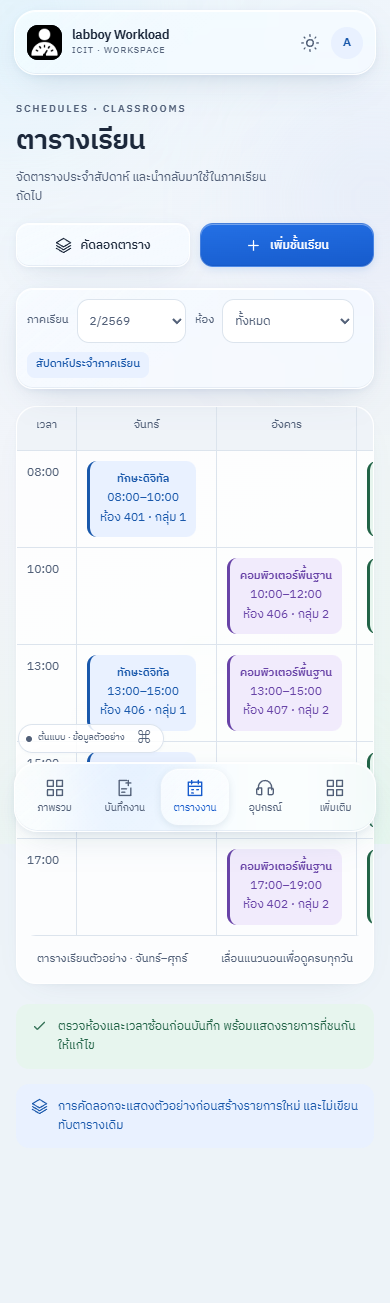 labboy Workload
ICIT · WORKSPACE
A
SCHEDULES · CLASSROOMS
ตารางเรียน
จัดตารางประจำสัปดาห์ และนำกลับมาใช้ในภาคเรียน
ถัดไป
คัดลอกตาราง
เพิ่มชั้นเรียน
ภาคเรียน 2/2569 ห้อง ทั้งหมด
สัปดาห์ประจำภาคเรียน
เวลา จันทร์ อังคาร
08:00
ทักษะดิจิทัล
08:00–10:00
ห้อง 401 · กลุ่ม 1
10:00
คอมพิวเตอร์พื้นฐาน
10:00–12:00
ห้อง 406 · กลุ่ม 2
13:00
ทักษะดิจิทัล
13:00–15:00
ห้อง 406 · กลุ่ม 1
คอมพิวเตอร์พื้นฐาน
13:00–15:00
ห้อง 407 · กลุ่ม 2
ต้นแบบ · ข้อมูลตัวอย่าง ⌘
ภาพรวม
บันทึกงาน
ตารางงาน
อุปกรณ์
เพิ่มเติม
17:00
คอมพิวเตอร์พื้นฐาน
17:00–19:00
ห้อง 402 · กลุ่ม 2
ตารางเรียนตัวอย่าง · จันทร์–ศุกร์
เลื่อนแนวนอนเพื่อดูครบทุกวัน
ตรวจห้องและเวลาซ้อนก่อนบันทึก พร้อมแสดงรายการที่ชนกัน
ให้แก้ไข
การคัดลอกจะแสดงตัวอย่างก่อนสร้างรายการใหม่ และไม่เขียน
ทับตารางเดิม